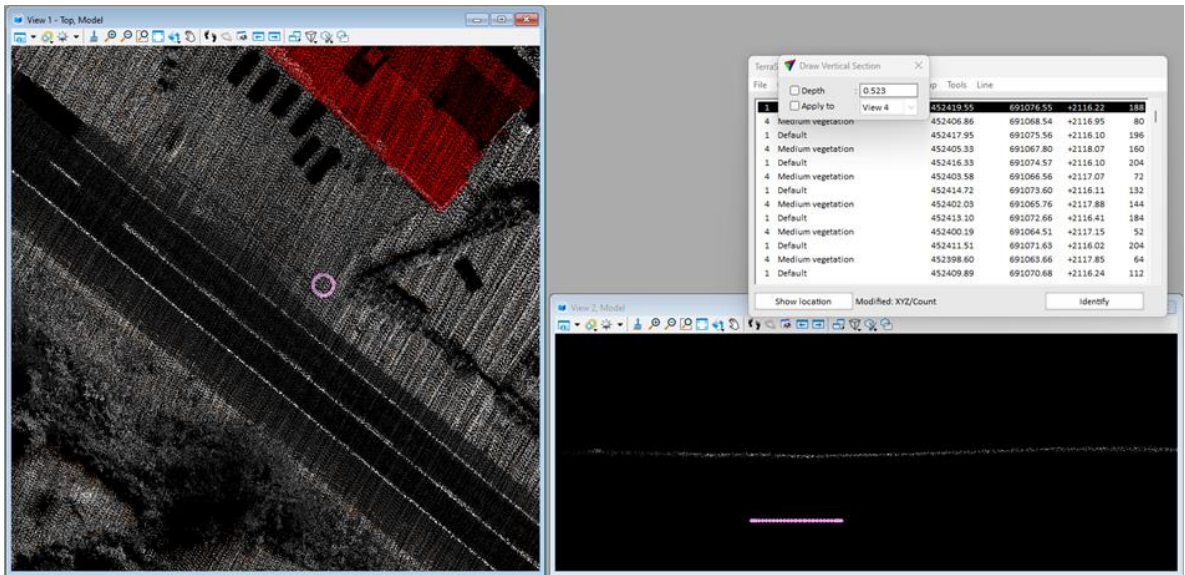 View 1 - Top, Model
TerraS
Draw Vertical Section
File
p Tools Line
Depth : 0.523
Apply to View 4
1 452419.55 691076.55 +2116.22 188
4 Medium vegetation 452406.86 691068.54 +2116.95 80
1 Default 452417.95 691075.56 +2116.10 196
4 Medium vegetation 452405.33 691067.80 +2118.07 160
1 Default 452416.33 691074.57 +2116.10 204
4 Medium vegetation 452403.58 691066.56 +2117.07 72
1 Default 452414.72 691073.60 +2116.11 132
4 Medium vegetation 452402.03 691065.76 +2117.88 144
1 Default 452413.10 691072.66 +2116.41 184
4 Medium vegetation 452400.19 691064.51 +2117.15 52
1 Default 452411.51 691071.63 +2116.02 204
4 Medium vegetation 452398.60 691063.66 +2117.85 64
1 Default 452409.89 691070.68 +2116.24 112
Show location Modified: XYZ/Count Identify
View 2, Model